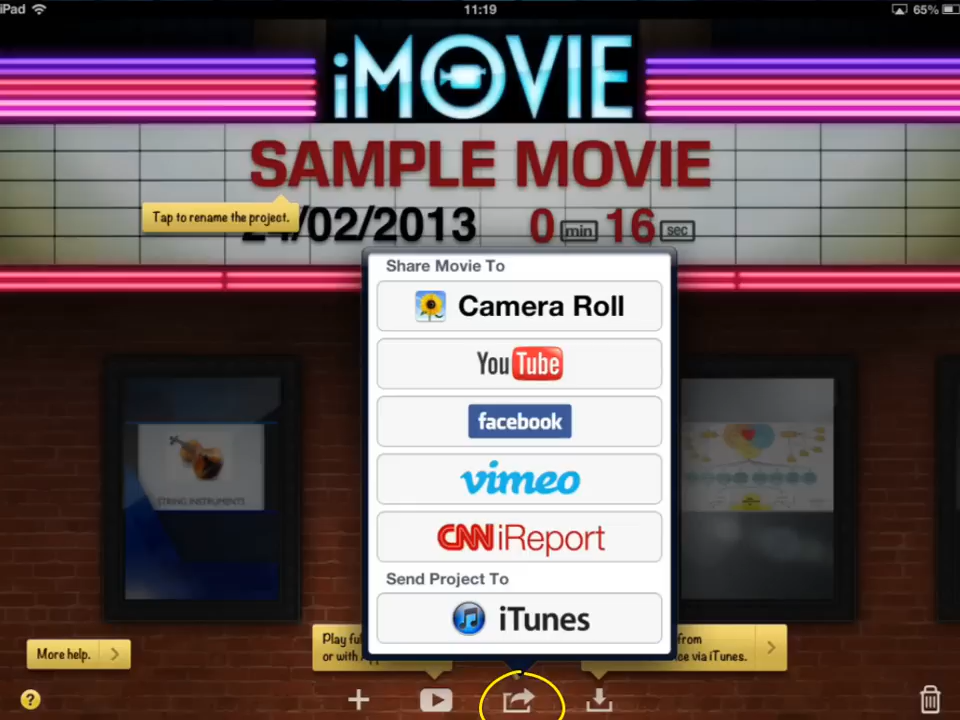 iPad
11:19
65%
iMOVIE
SAMPLE MOVIE
Tap to rename the project.
/02/2013 0 min 16 sec
Share Movie To
Camera Roll
YouTube
facebook
vimeo
CNN iReport
Send Project To
iTunes
STRING INSTRUMENTS
More help.
Play
or with
from
via iTunes.
?